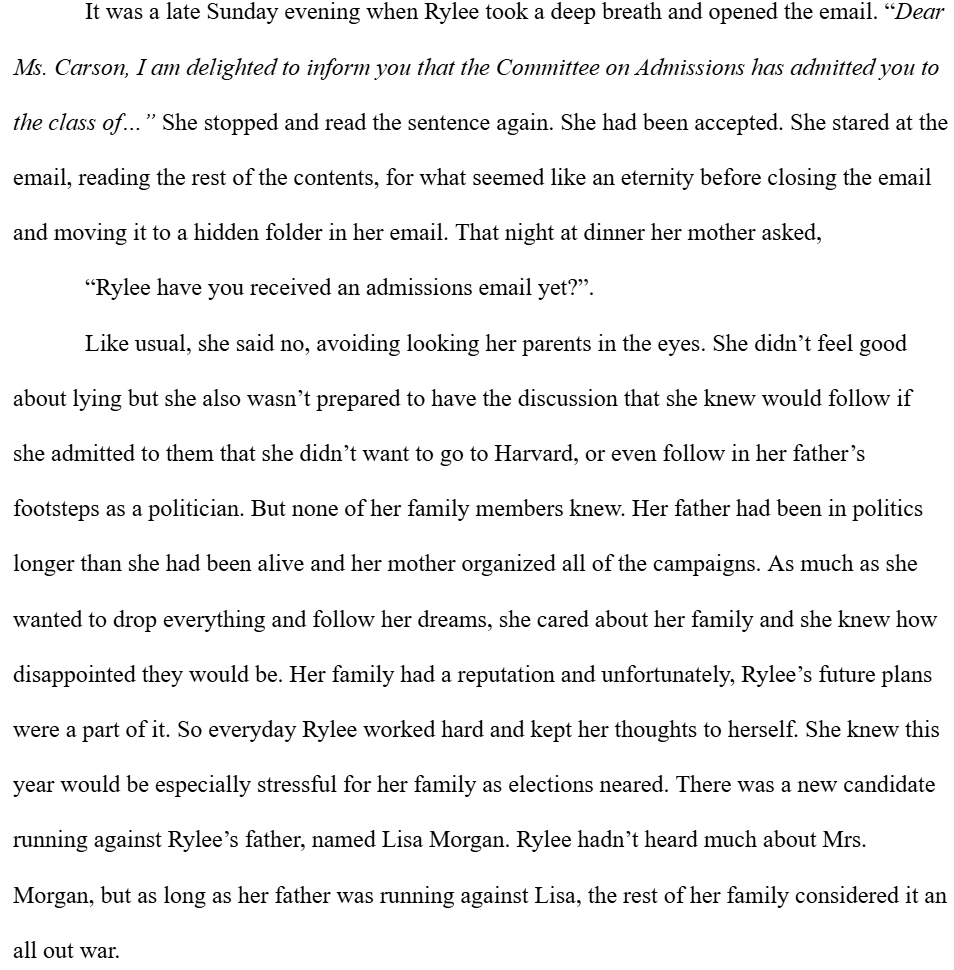 It was a late Sunday evening when Rylee took a deep breath and opened the email. “Dear
Ms. Carson, I am delighted to inform you that the Committee on Admissions has admitted you to
the class of…” She stopped and read the sentence again. She had been accepted. She stared at the
email, reading the rest of the contents, for what seemed like an eternity before closing the email
and moving it to a hidden folder in her email. That night at dinner her mother asked,
“Rylee have you received an admissions email yet?”.
Like usual, she said no, avoiding looking her parents in the eyes. She didn’t feel good
about lying but she also wasn’t prepared to have the discussion that she knew would follow if
she admitted to them that she didn’t want to go to Harvard, or even follow in her father’s
footsteps as a politician. But none of her family members knew. Her father had been in politics
longer than she had been alive and her mother organized all of the campaigns. As much as she
wanted to drop everything and follow her dreams, she cared about her family and she knew how
disappointed they would be. Her family had a reputation and unfortunately, Rylee’s future plans
were a part of it. So everyday Rylee worked hard and kept her thoughts to herself. She knew this
year would be especially stressful for her family as elections neared. There was a new candidate
running against Rylee’s father, named Lisa Morgan. Rylee hadn’t heard much about Mrs.
Morgan, but as long as her father was running against Lisa, the rest of her family considered it an
all out war.